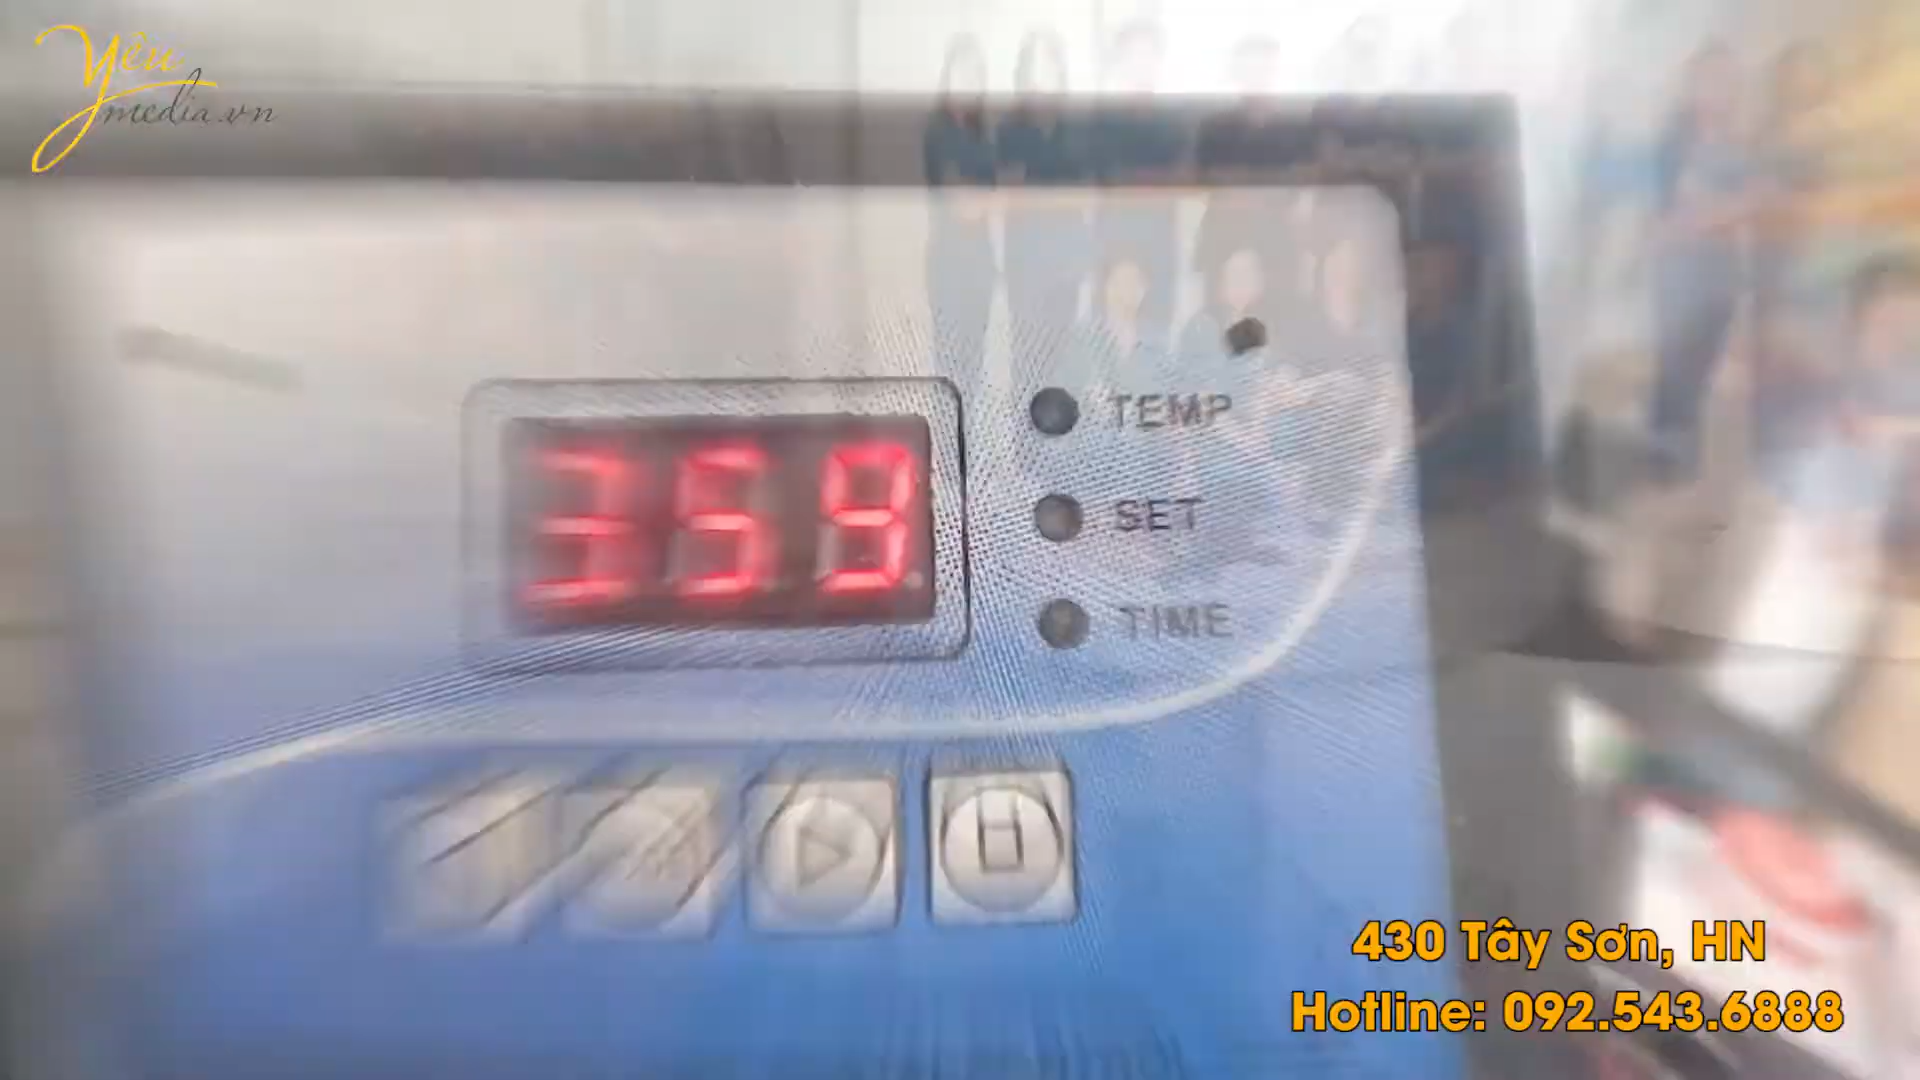 Yêu
media.vn
359
TEMP
SET
TIME
430 Tây Sơn, HN
Hotline: 092.543.6888